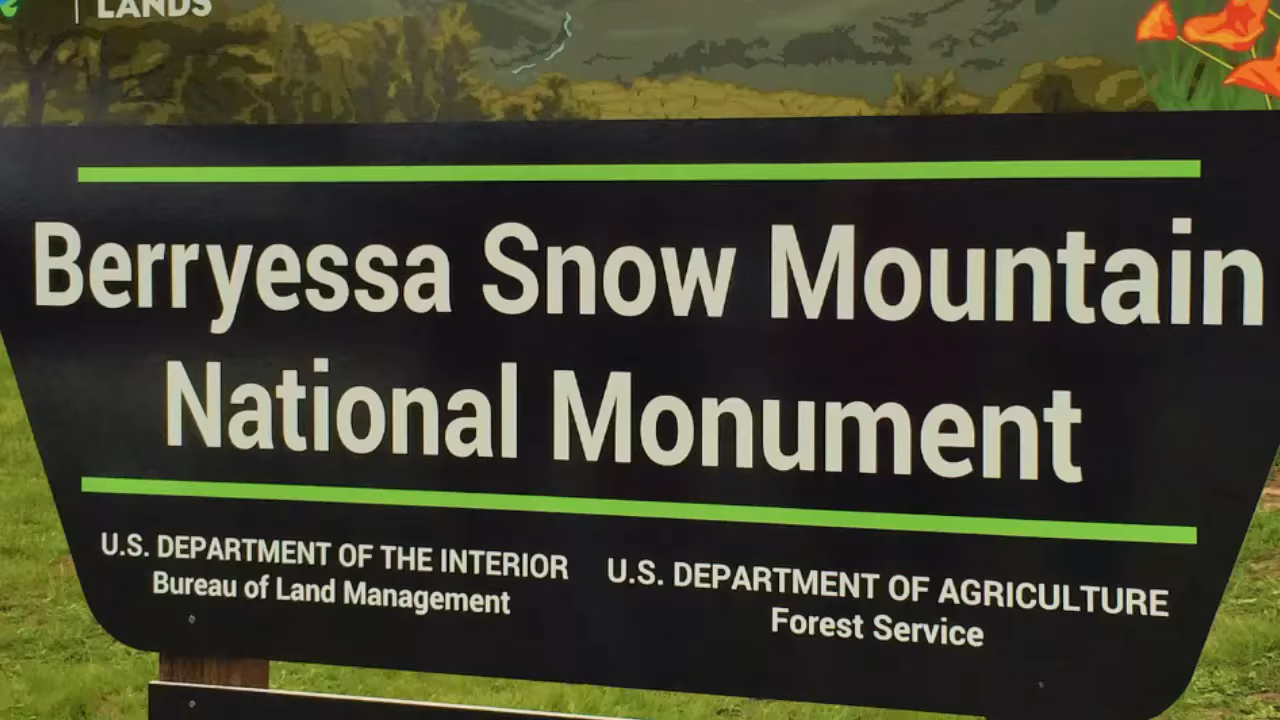 LANDS
Berryessa Snow Mountain
National Monument
U.S. DEPARTMENT OF THE INTERIOR
Bureau of Land Management
U.S. DEPARTMENT OF AGRICULTURE
Forest Service